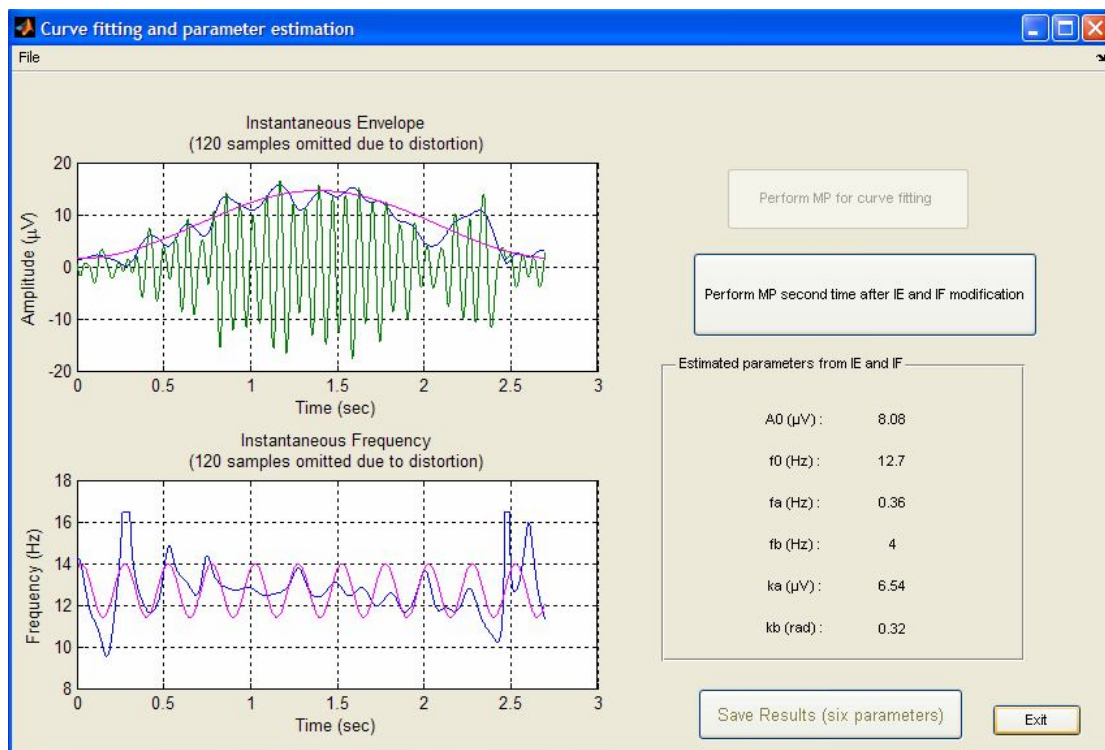 Curve fitting and parameter estimation
File
Instantaneous Envelope
(120 samples omitted due to distortion)
20
10
0
-10
-20
Amplitude (µV)
0
0.5
1
1.5
2
2.5
3
Time (sec)
Instantaneous Frequency
(120 samples omitted due to distortion)
18
16
14
12
10
8
Frequency (Hz)
0
0.5
1
1.5
2
2.5
3
Time (sec)
Perform MP for curve fitting
Perform MP second time after IE and IF modification
Estimated parameters from IE and IF
A0 (µV) : 8.08
f0 (Hz) : 12.7
fa (Hz) : 0.36
fb (Hz) : 4
ka (µV) : 6.54
kb (rad) : 0.32
Save Results (six parameters)
Exit